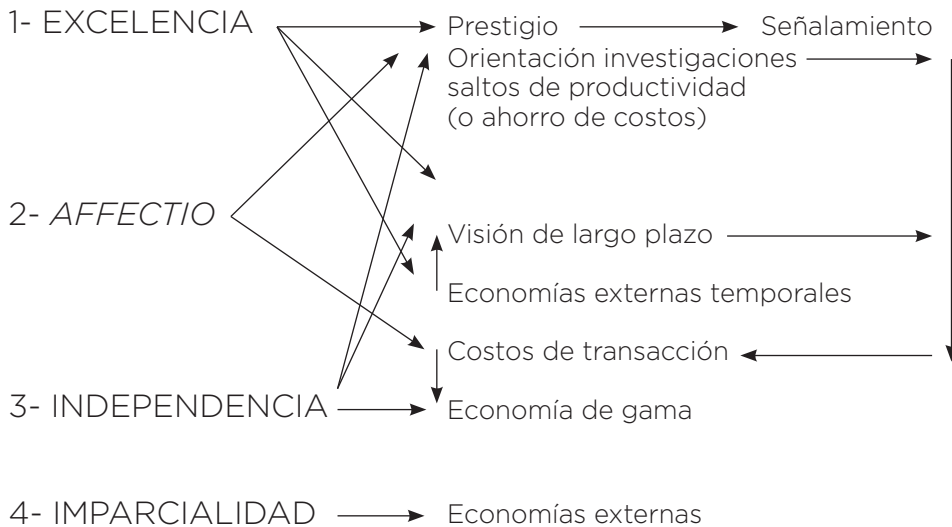 1- EXCELENCIA
Prestigio
Señalamiento
Orientación investigaciones
saltos de productividad
(o ahorro de costos)
2- AFFECTIO
Visión de largo plazo
Economías externas temporales
Costos de transacción
3- INDEPENDENCIA
Economía de gama
4- IMPARCIALIDAD
Economías externas